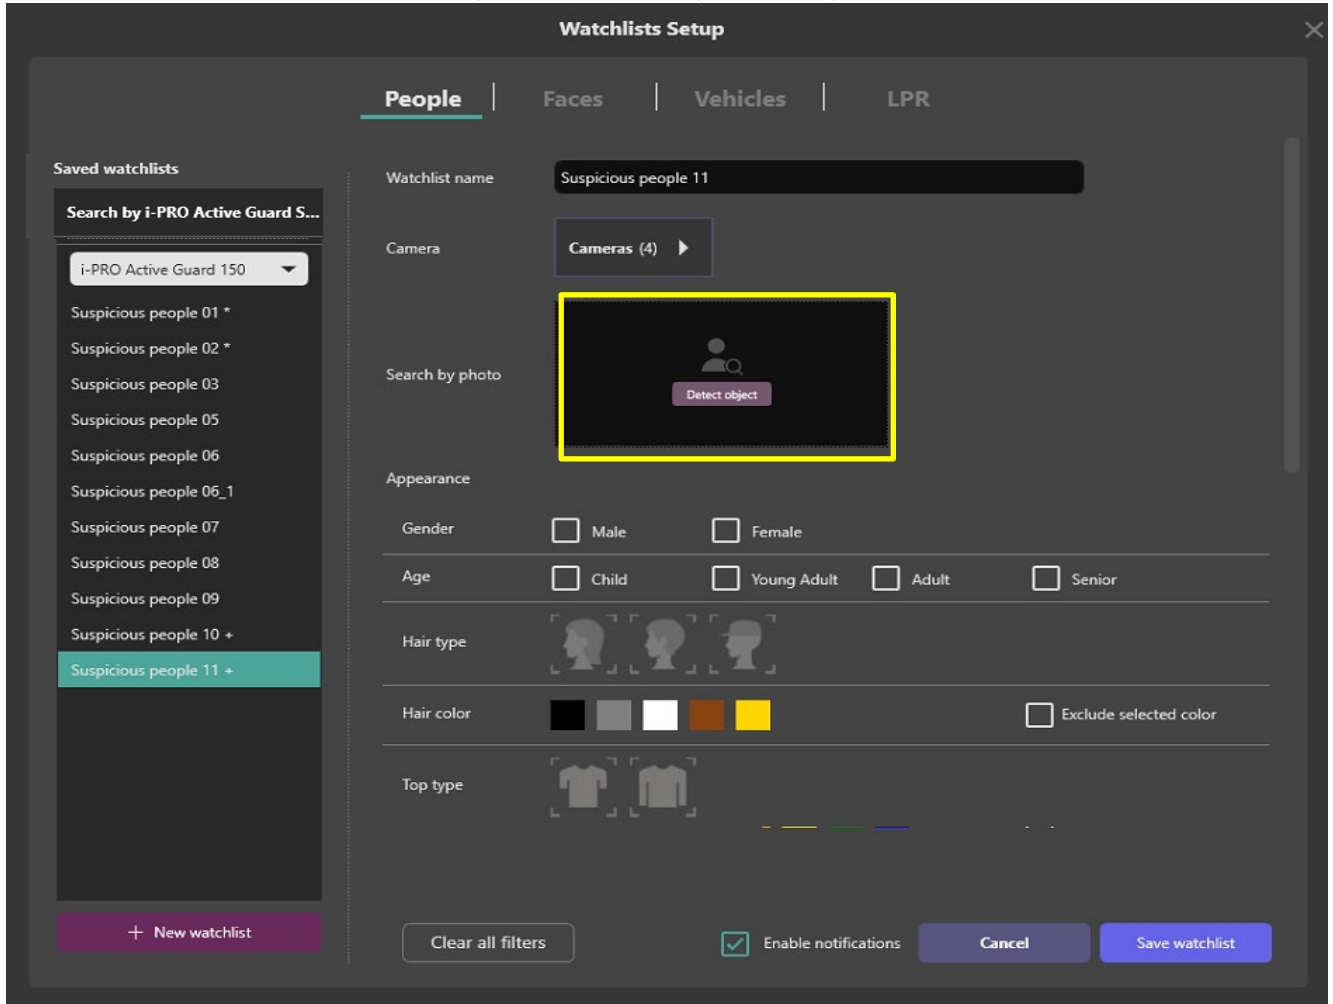 Watchlists Setup
People
Faces
Vehicles
LPR
Saved watchlists
Search by i-PRO Active Guard S...
i-PRO Active Guard 150
Suspicious people 01 *
Suspicious people 02 *
Suspicious people 03
Suspicious people 05
Suspicious people 06
Suspicious people 06_1
Suspicious people 07
Suspicious people 08
Suspicious people 09
Suspicious people 10 +
Suspicious people 11 +
+ New watchlist
Watchlist name
Suspicious people 11
Camera
Cameras (4)
Search by photo
Detect object
Appearance
Gender
Male
Female
Age
Child
Young Adult
Adult
Senior
Hair type
Hair color
Exclude selected color
Top type
Clear all filters
Enable notifications
Cancel
Save watchlist